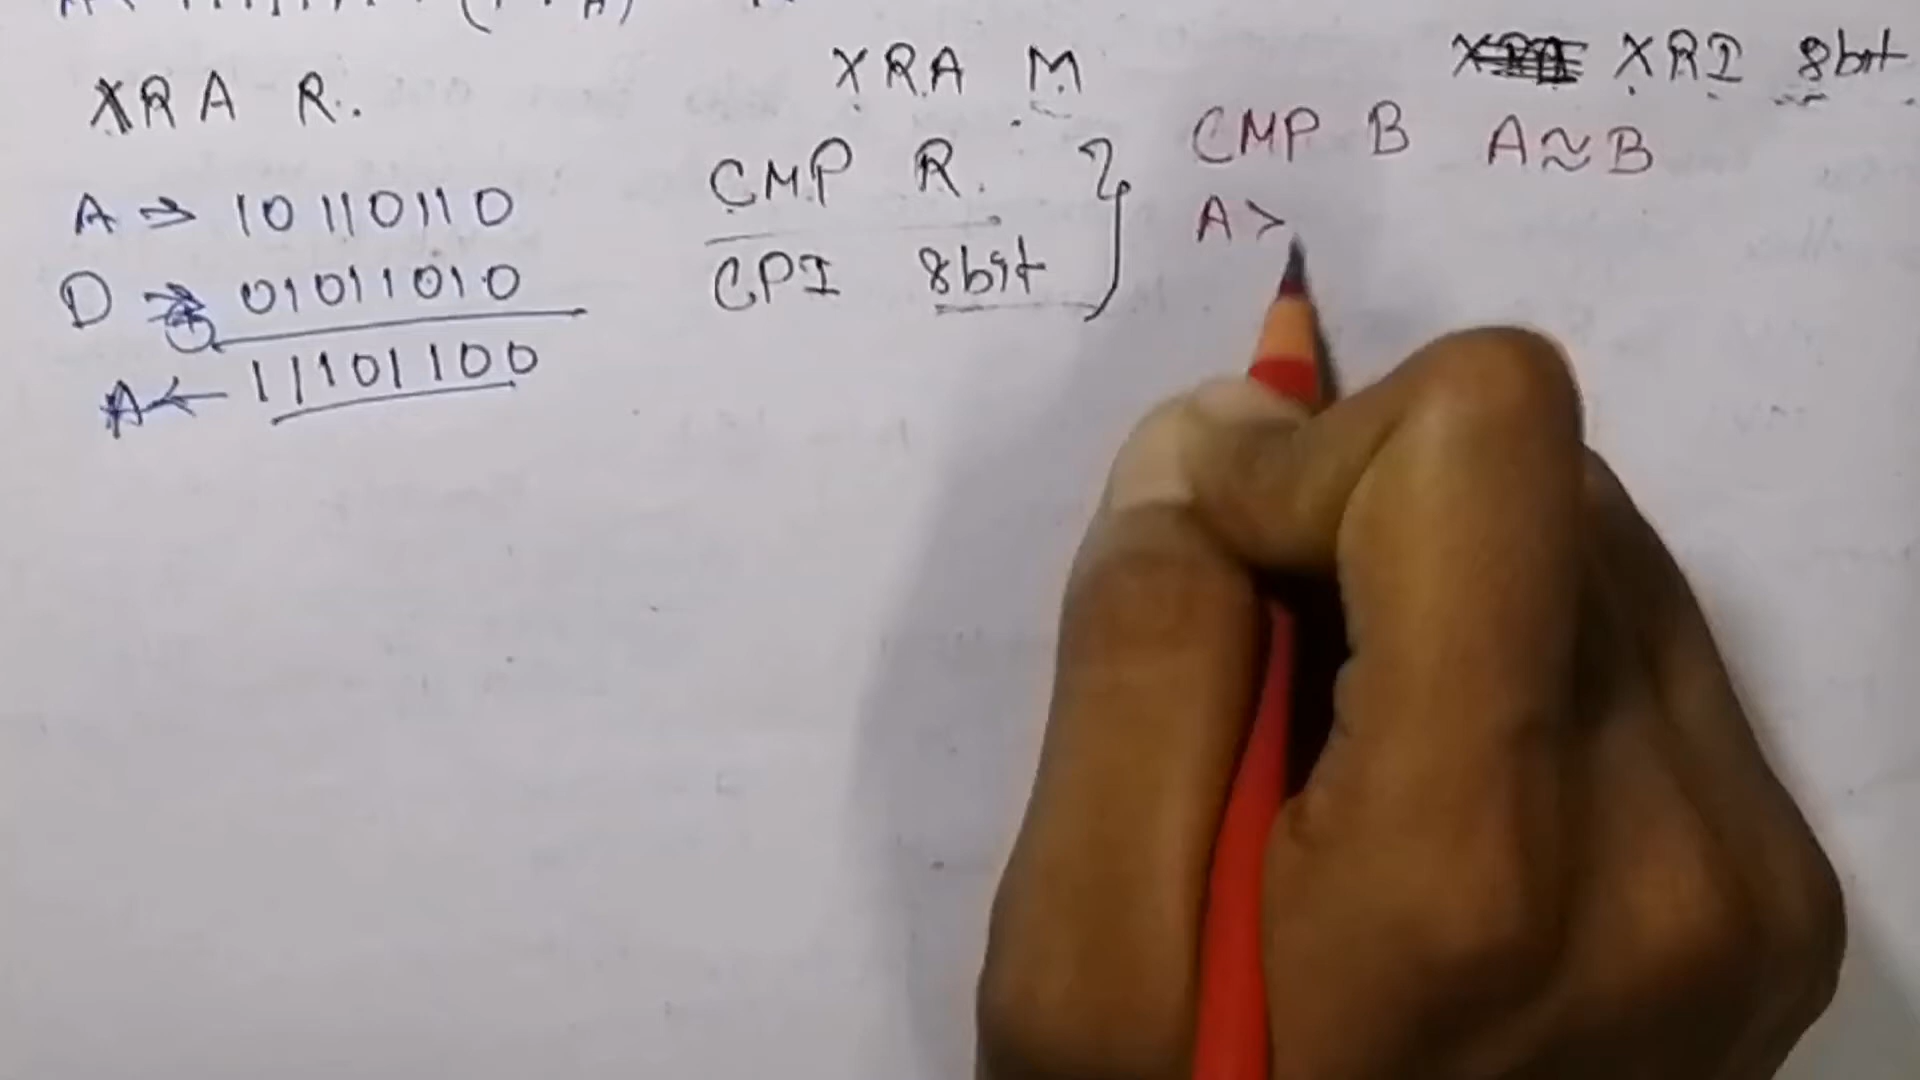 XRA R.
XRA M
XRI 8bit
A → 10110110
D → 01011010
A ← 11101100
CMP R.
CPI 8bit
CMP B A≈B
A >